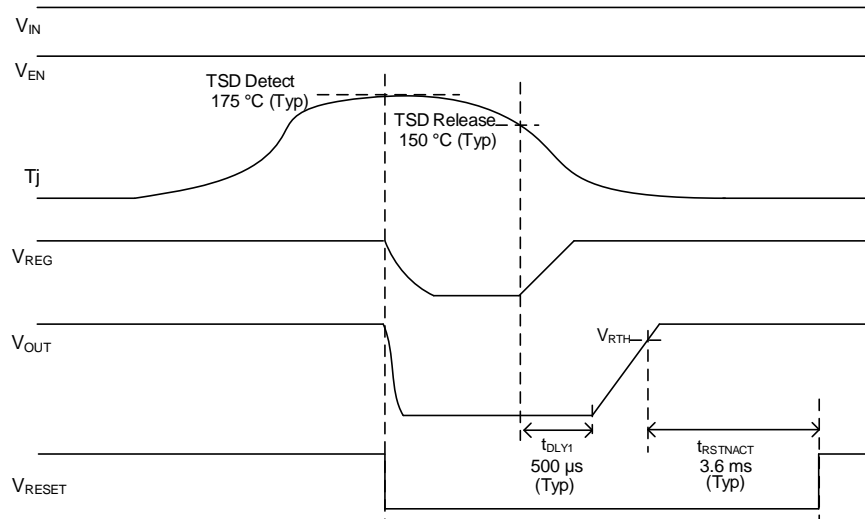 VIN
VEN
TSD Detect
175 °C (Typ)
TSD Release
150 °C (Typ)
Tj
VREG
VOUT
VRTH
tDLY1
500 µs
(Typ)
tRSTNACT
3.6 ms
(Typ)
VRESET